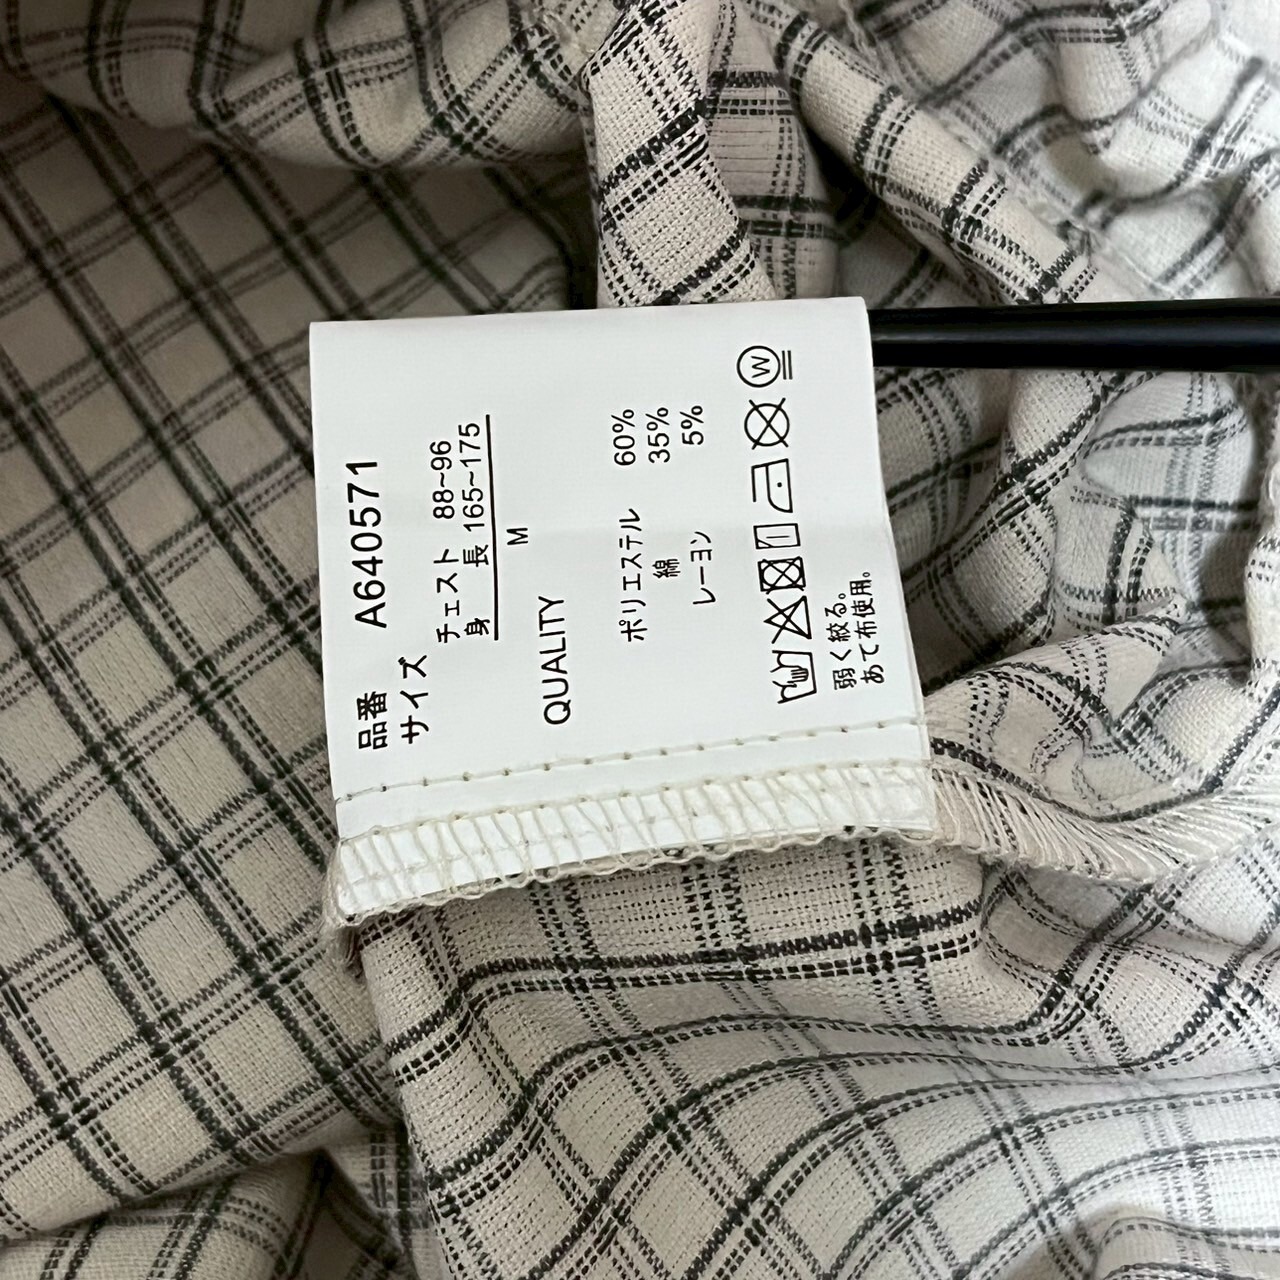 品番 A640571
サイズ
チェスト 88~96
身長 165~175
M
QUALITY
ポリエステル 60%
綿 35%
レーヨン 5%
W
弱く絞る。
あて布使用。